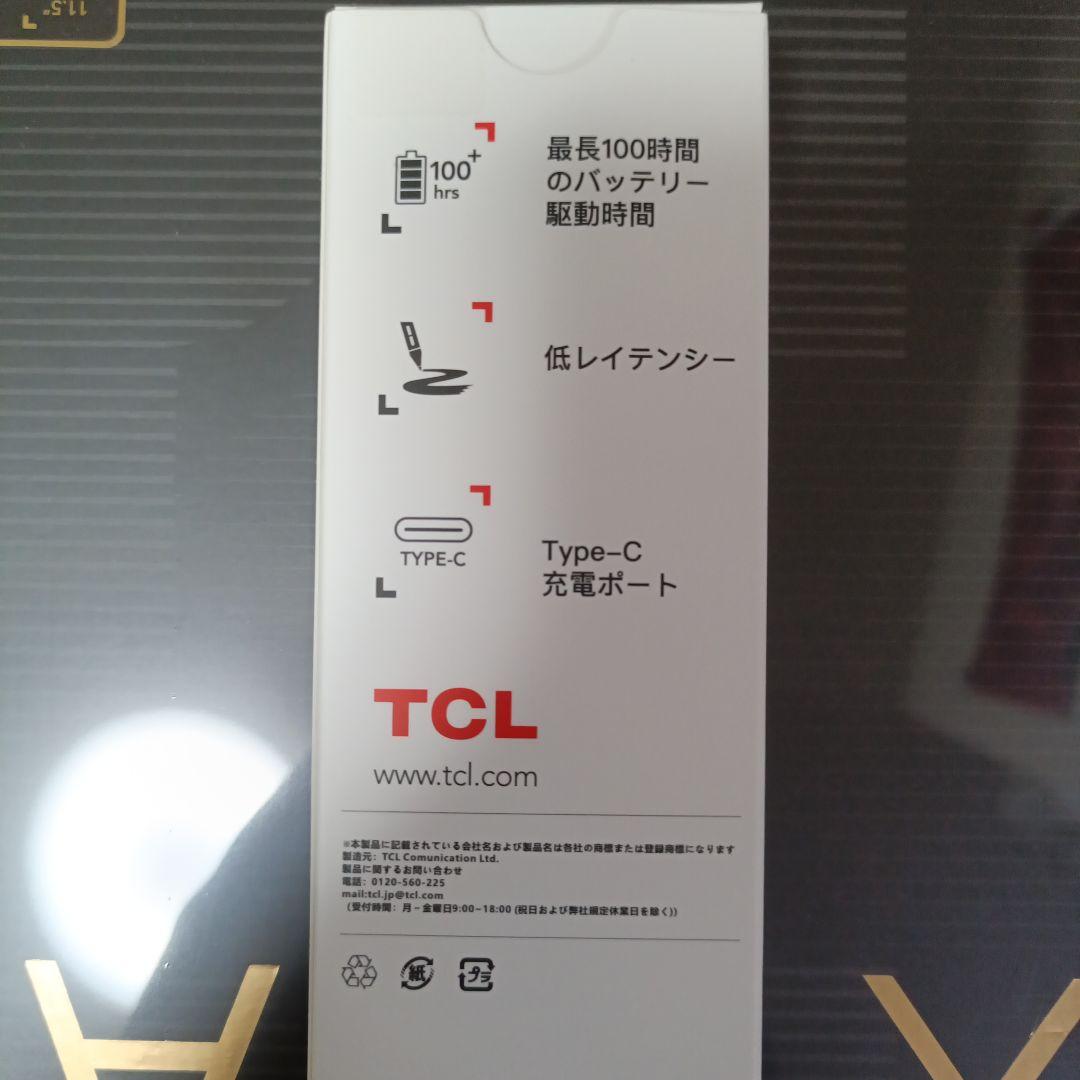 11.5"
100+
hrs
最長100時間
のバッテリー
駆動時間
低レイテンシー
TYPE-C
Type-C
充電ポート
TCL
www.tcl.com
※本製品に記載されている会社名および製品名は各社の商標または登録商標になります
製造元：TCL Comunication Ltd.
製品に関するお問い合わせ
電話：0120-560-225
mail:tcl.jp@tcl.com
（受付時間：月－金曜日9:00~18:00 (祝日および弊社規定休業日を除く)）
紙
プラ